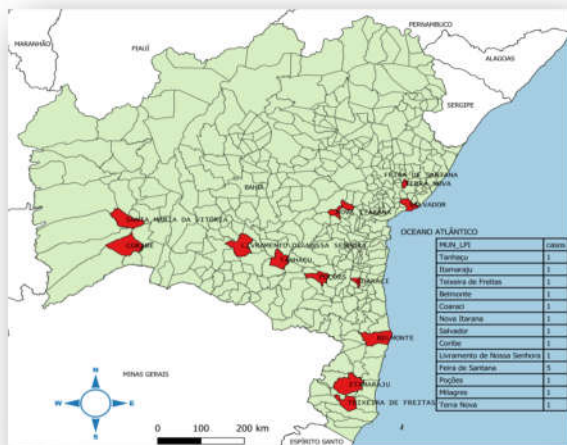 PERNAMBUCO
MARANHÃO
PIAUÍ
ALAGOAS
SERGIPE
FEIRA DE SANTANA
TERRA NOVA
BAHIA
SALVADOR
NOVA ITARANA
SANTA MARIA DA VITÓRIA
OCEANO ATLÂNTICO
CORIBE
LIVRAMENTO DE NOSSA SENHORA
TANHAÇU
POÇÕES
COARACI
MUN_LPI casos
Tanhaçu 1
Itamaraju 1
Teixeira de Freitas 1
Belmonte 1
Coaraci 1
Nova Itarana 1
Salvador 1
Coribe 1
Livramento de Nossa Senhora 1
Feira de Santana 5
Poções 1
Milagres 1
Terra Nova 1
BELMONTE
MINAS GERAIS
ITAMARAJU
TEIXEIRA DE FREITAS
N
W E
S
0 100 200 km
ESPÍRITO SANTO